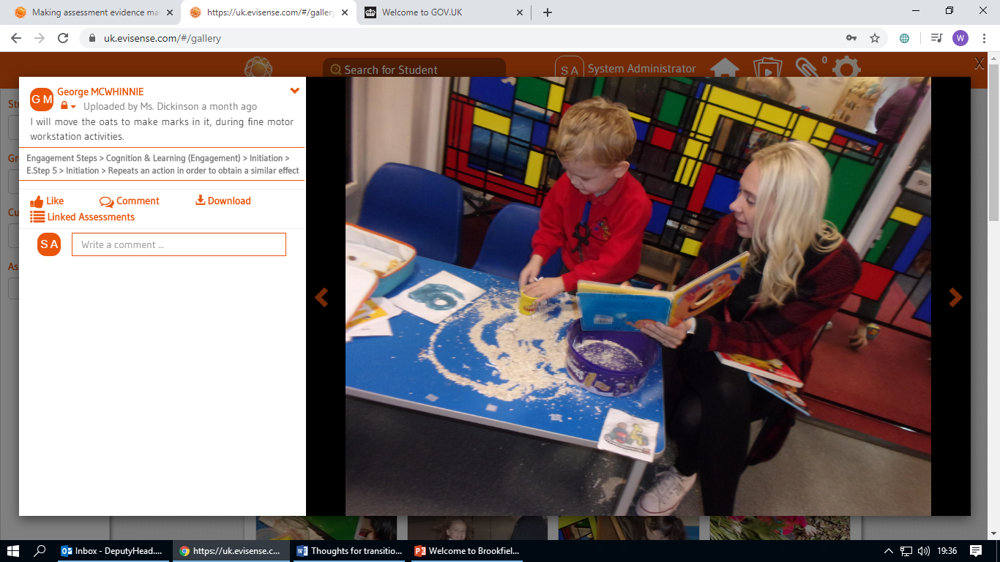 Making assessment evidence ma
https://uk.evisense.com/#/gallery
Welcome to GOV.UK
uk.evisense.com/#/gallery
W
Search for Student
S A
System Administrator
0
X
G M
George MCWHINNIE
Uploaded by Ms. Dickinson a month ago
I will move the oats to make marks in it, during fine motor
workstation activities.
Engagement Steps > Cognition & Learning (Engagement) > Initiation >
E.Step 5 > Initiation > Repeats an action in order to obtain a similar effect
Like
Comment
Download
Linked Assessments
S A
Write a comment ...
Inbox - DeputyHead....
https://uk.evisense.c...
Thoughts for transitio...
Welcome to Brookfiel...
19:36